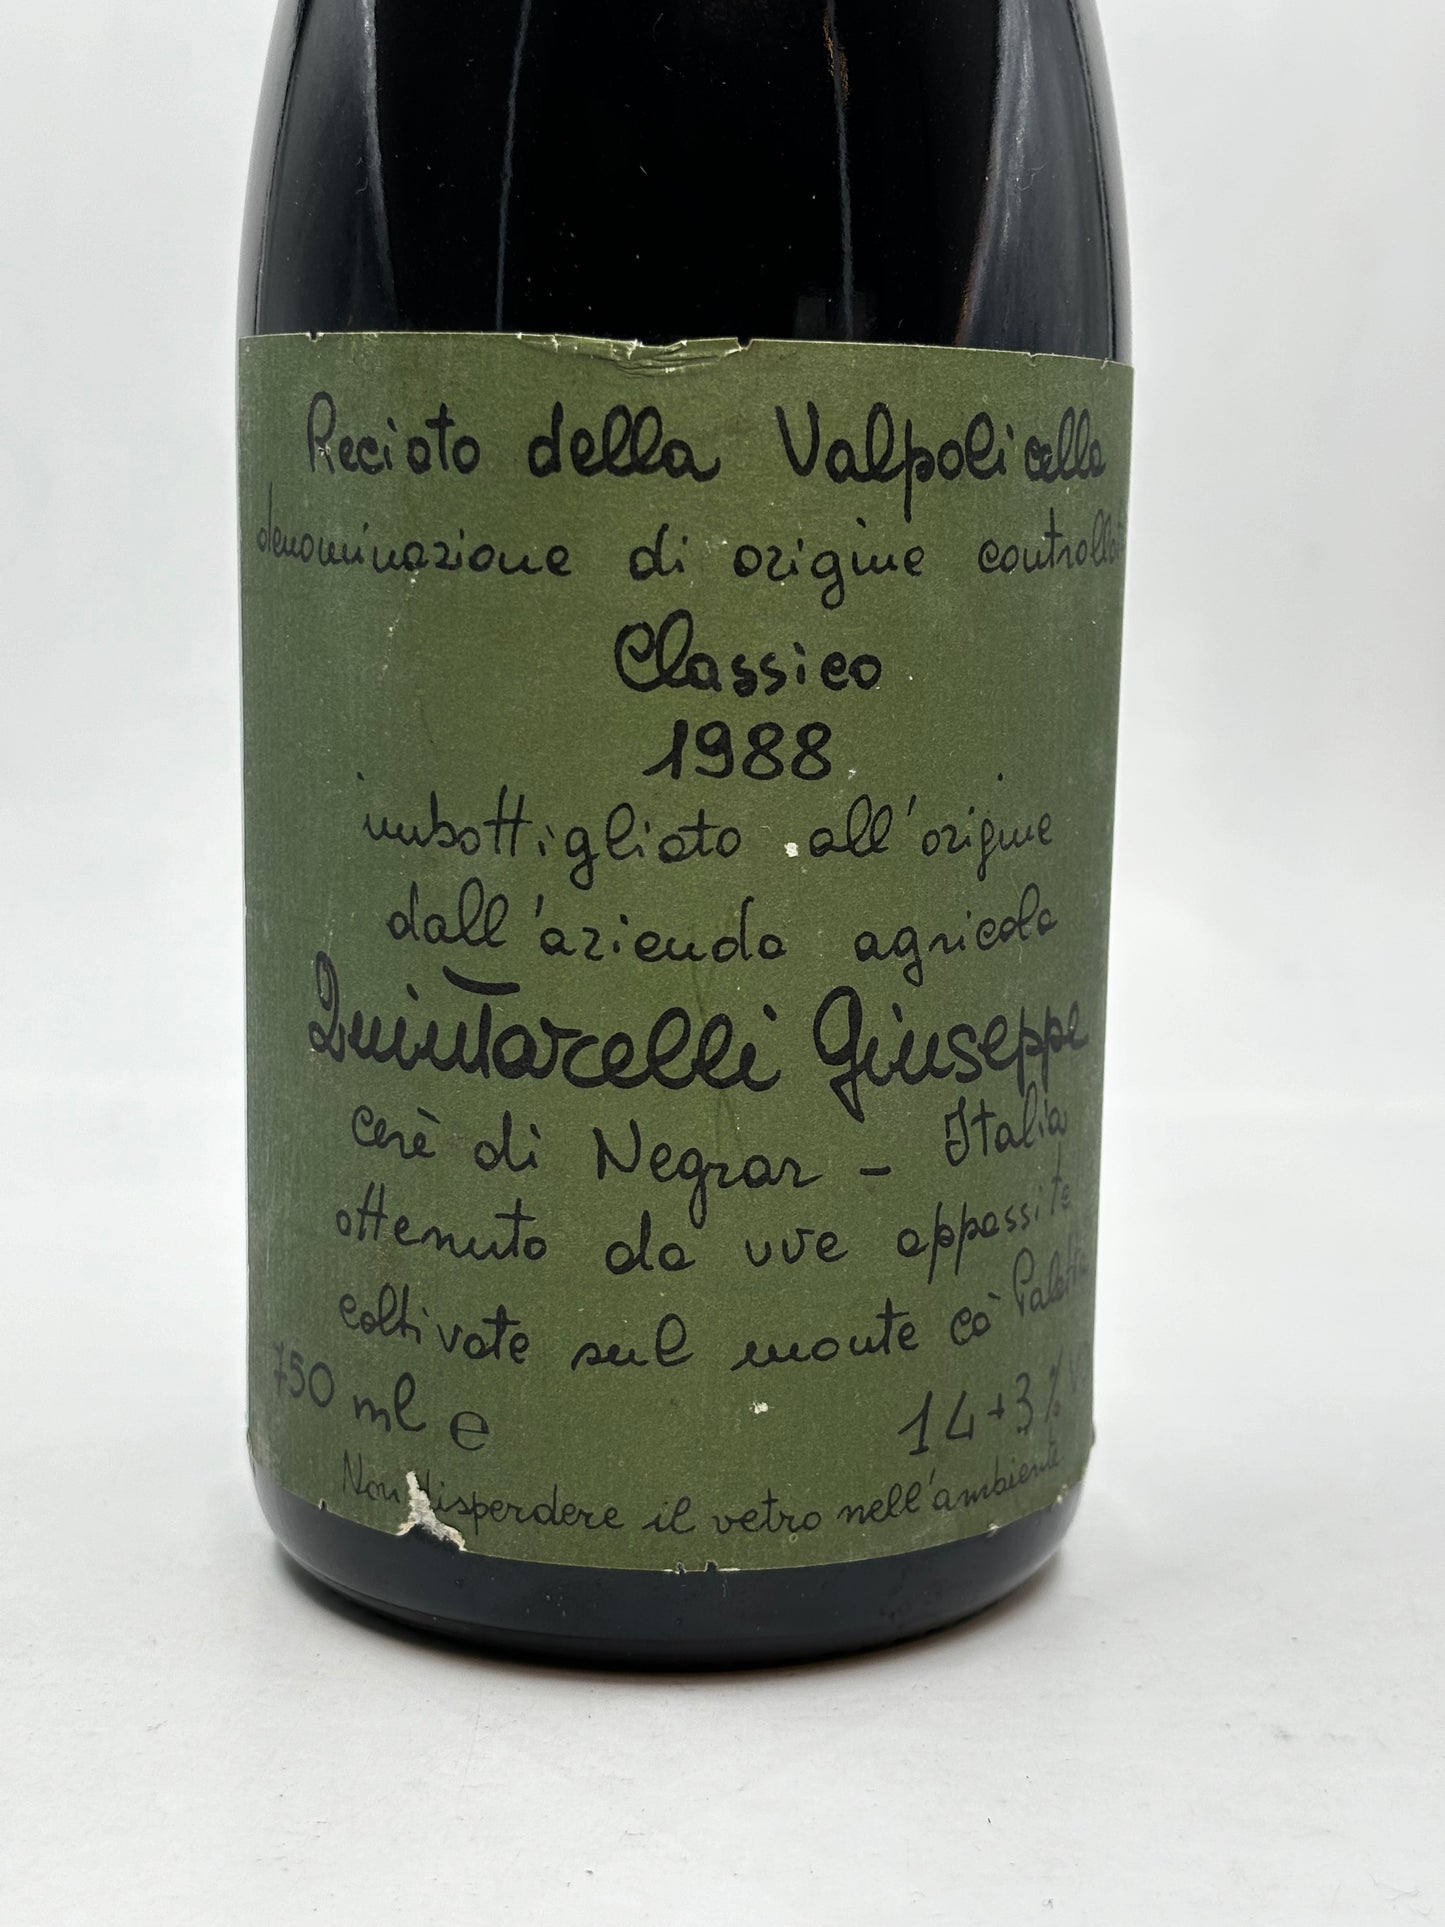 Recioto della Valpolicella
denominazione di origine controllata
Classico
1988
imbottigliato all'origine
dall'azienda agricola
Quintarelli Giuseppe
cerè di Negrar - Italia
ottenuto da uve appassite
coltivate sul monte cà Paletta
750 ml e
14+3%
Non disperdere il vetro nell'ambiente